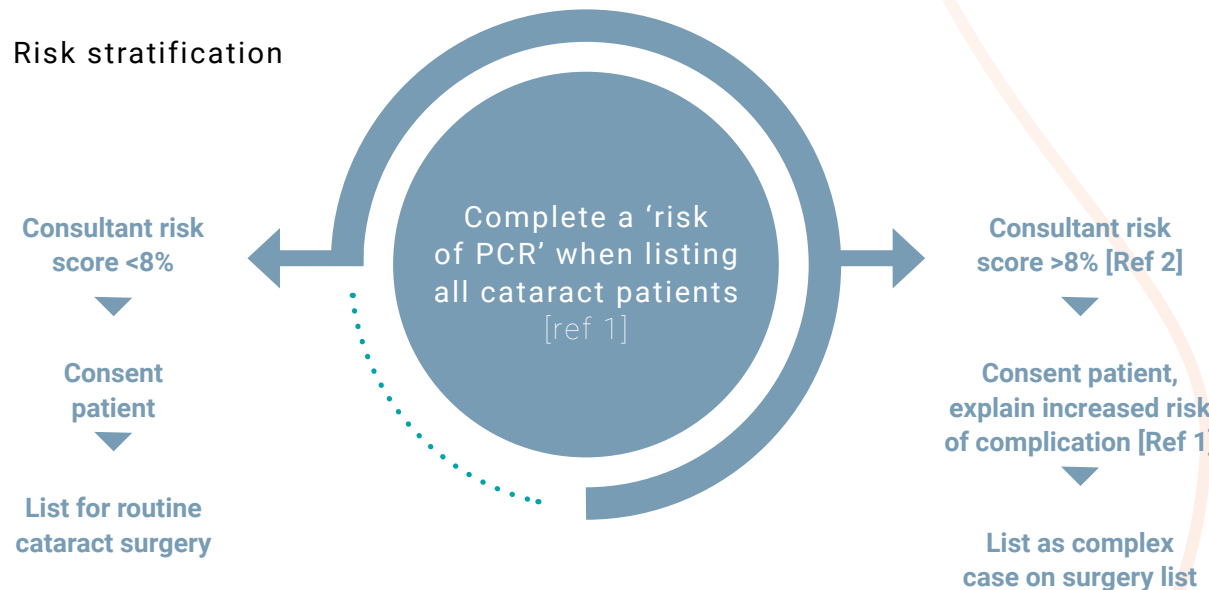 Risk stratification
Complete a ‘risk
of PCR’ when listing
all cataract patients
[ref 1]
Consultant risk
score <8%
Consent
patient
List for routine
cataract surgery
Consultant risk
score >8% [Ref 2]
Consent patient,
explain increased risk
of complication [Ref 1]
List as complex
case on surgery list